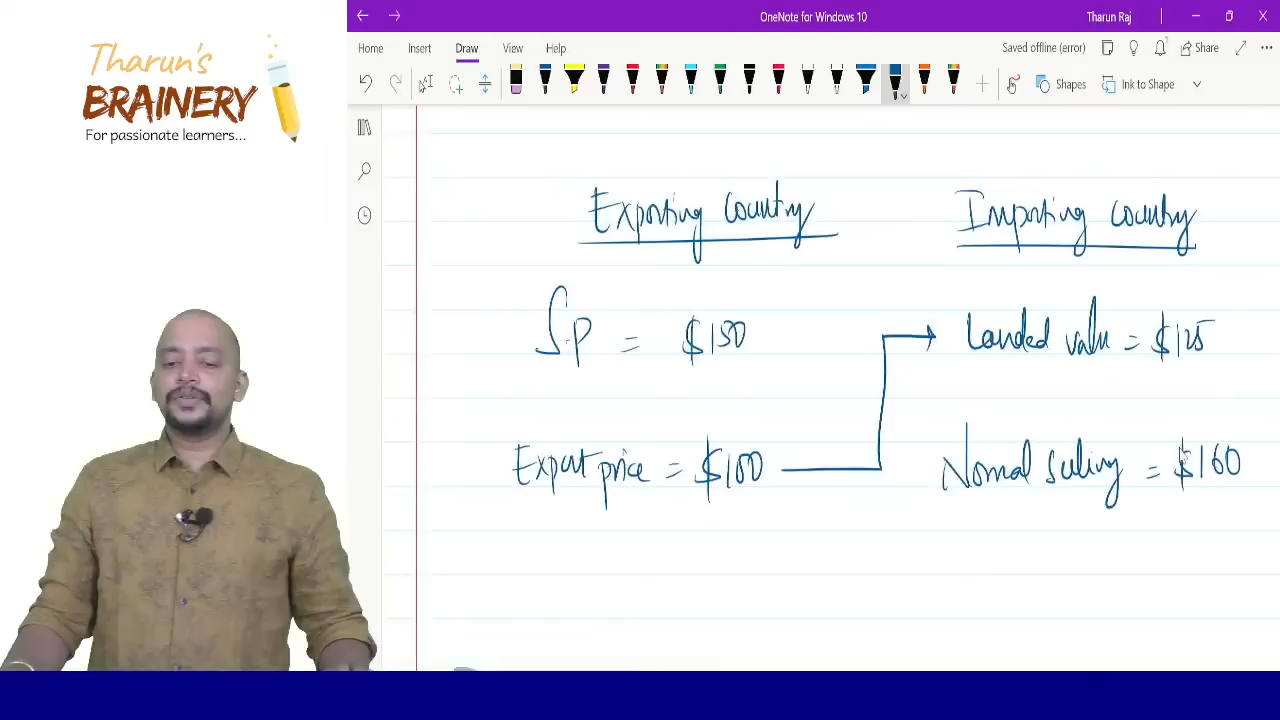 Tharun's
BRAINERY
For passionate learners...
OneNote for Windows 10
Tharun Raj
Home Insert Draw View Help
Saved offline (error)
Share
Shapes
Ink to Shape
Exporting country Importing country
S.P = $150 Landed value = $125
Export price = $100 Normal selling = $160